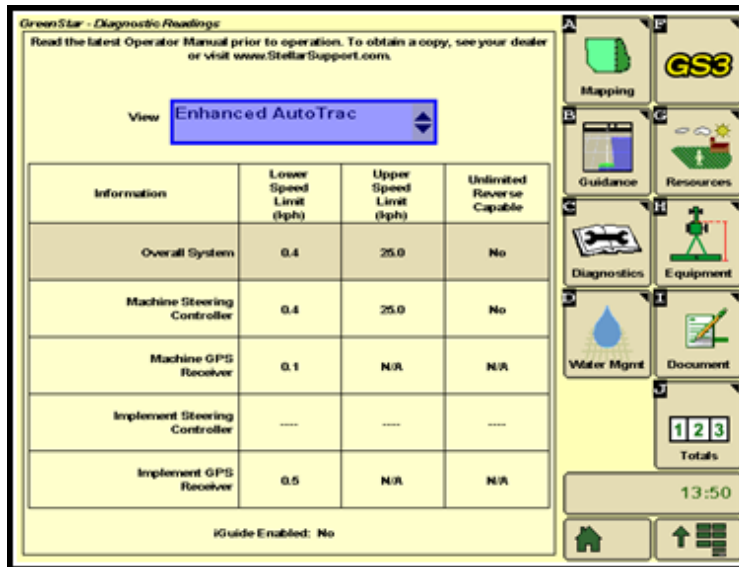 GreenStar - Diagnostic Readings
Read the latest Operator Manual prior to operation. To obtain a copy, see your dealer
or visit www.StellarSupport.com.
View
Enhanced AutoTrac
Information
Lower
Speed
Limit
(kph)
Upper
Speed
Limit
(kph)
Unlimited
Reverse
Capable
Overall System
0.4
25.0
No
Machine Steering
Controller
0.4
25.0
No
Machine GPS
Receiver
0.1
N/A
N/A
Implement Steering
Controller
----
----
----
Implement GPS
Receiver
0.5
N/A
N/A
iGuide Enabled: No
A
Mapping
F
GS3
B
Guidance
G
Resources
C
Diagnostics
H
Equipment
D
Water Mgmt
I
Document
J
1 2 3
Totals
13:50